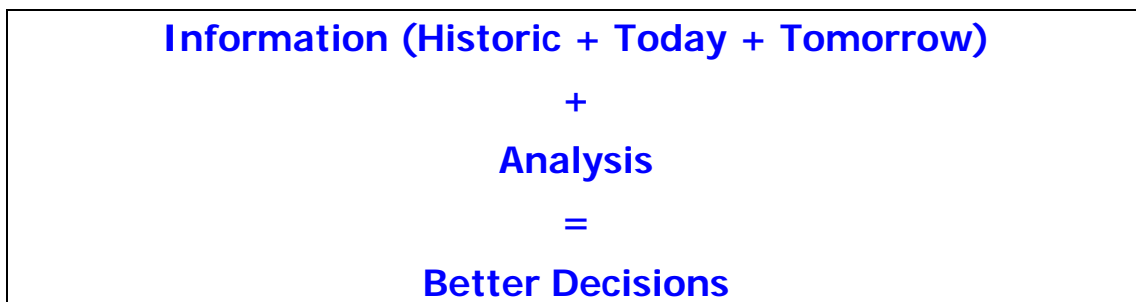 Information (Historic + Today + Tomorrow)
+
Analysis
=
Better Decisions